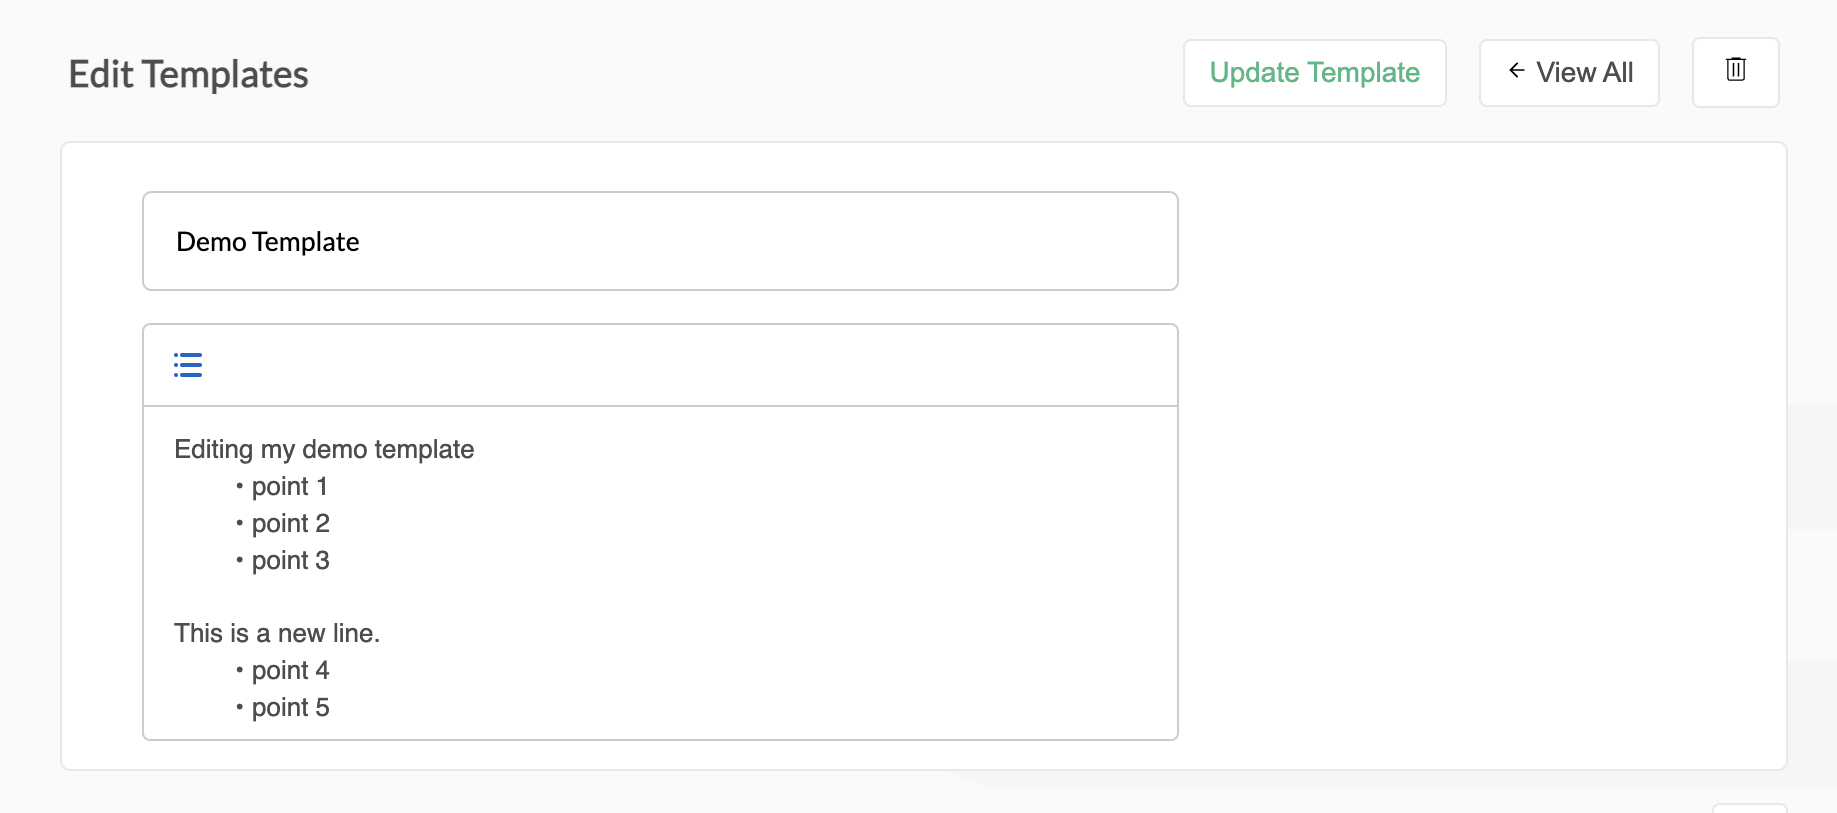 Edit Templates
Update Template
← View All
Demo Template
Editing my demo template
• point 1
• point 2
• point 3
This is a new line.
• point 4
• point 5